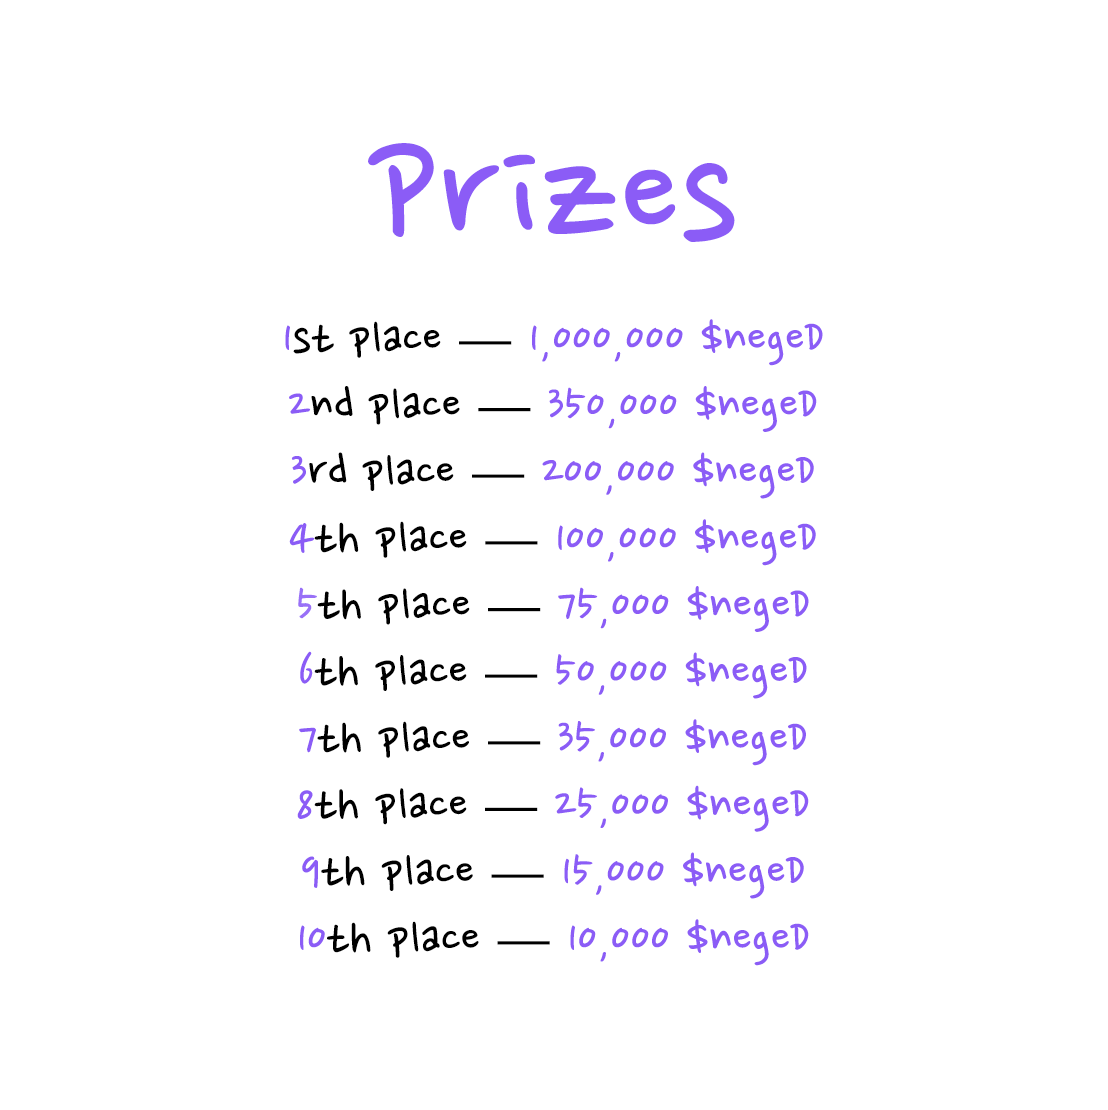 Prizes
1st place — 1,000,000 $negeD
2nd place — 350,000 $negeD
3rd place — 200,000 $negeD
4th place — 100,000 $negeD
5th place — 75,000 $negeD
6th place — 50,000 $negeD
7th place — 35,000 $negeD
8th place — 25,000 $negeD
9th place — 15,000 $negeD
10th place — 10,000 $negeD